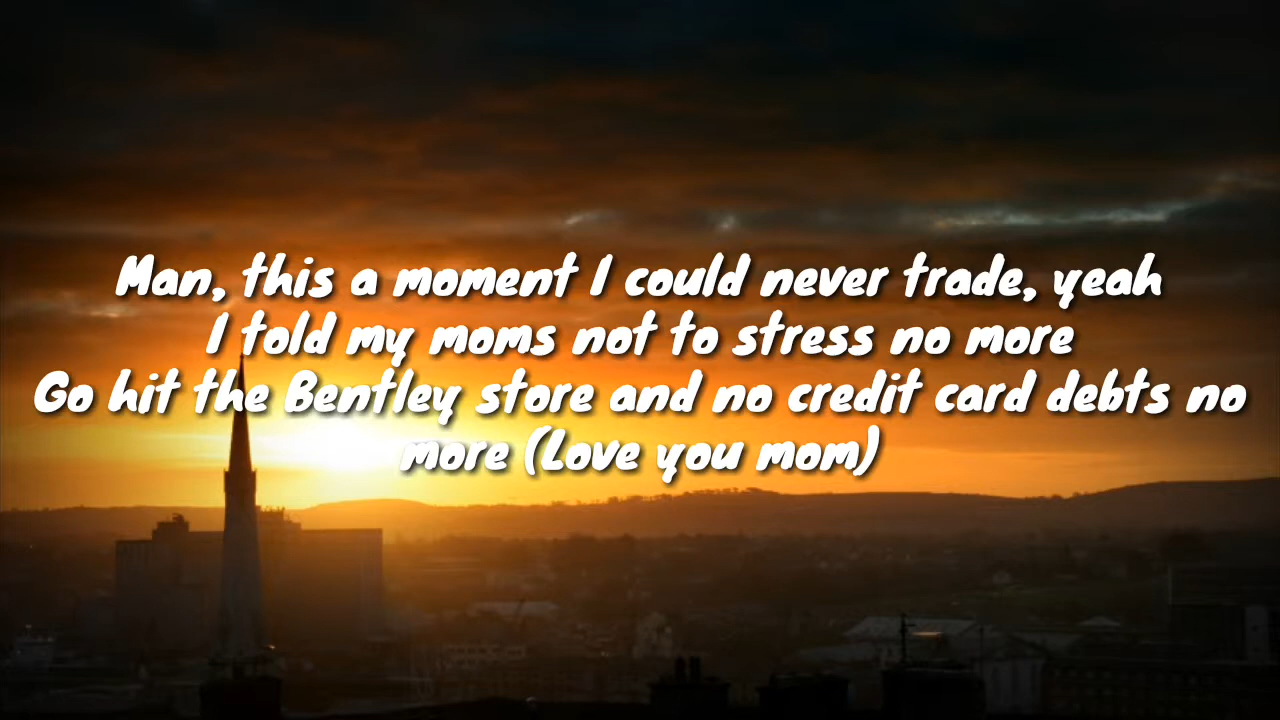 Man, this a moment I could never trade, yeah
I told my moms not to stress no more
Go hit the Bentley store and no credit card debts no
more (Love you mom)